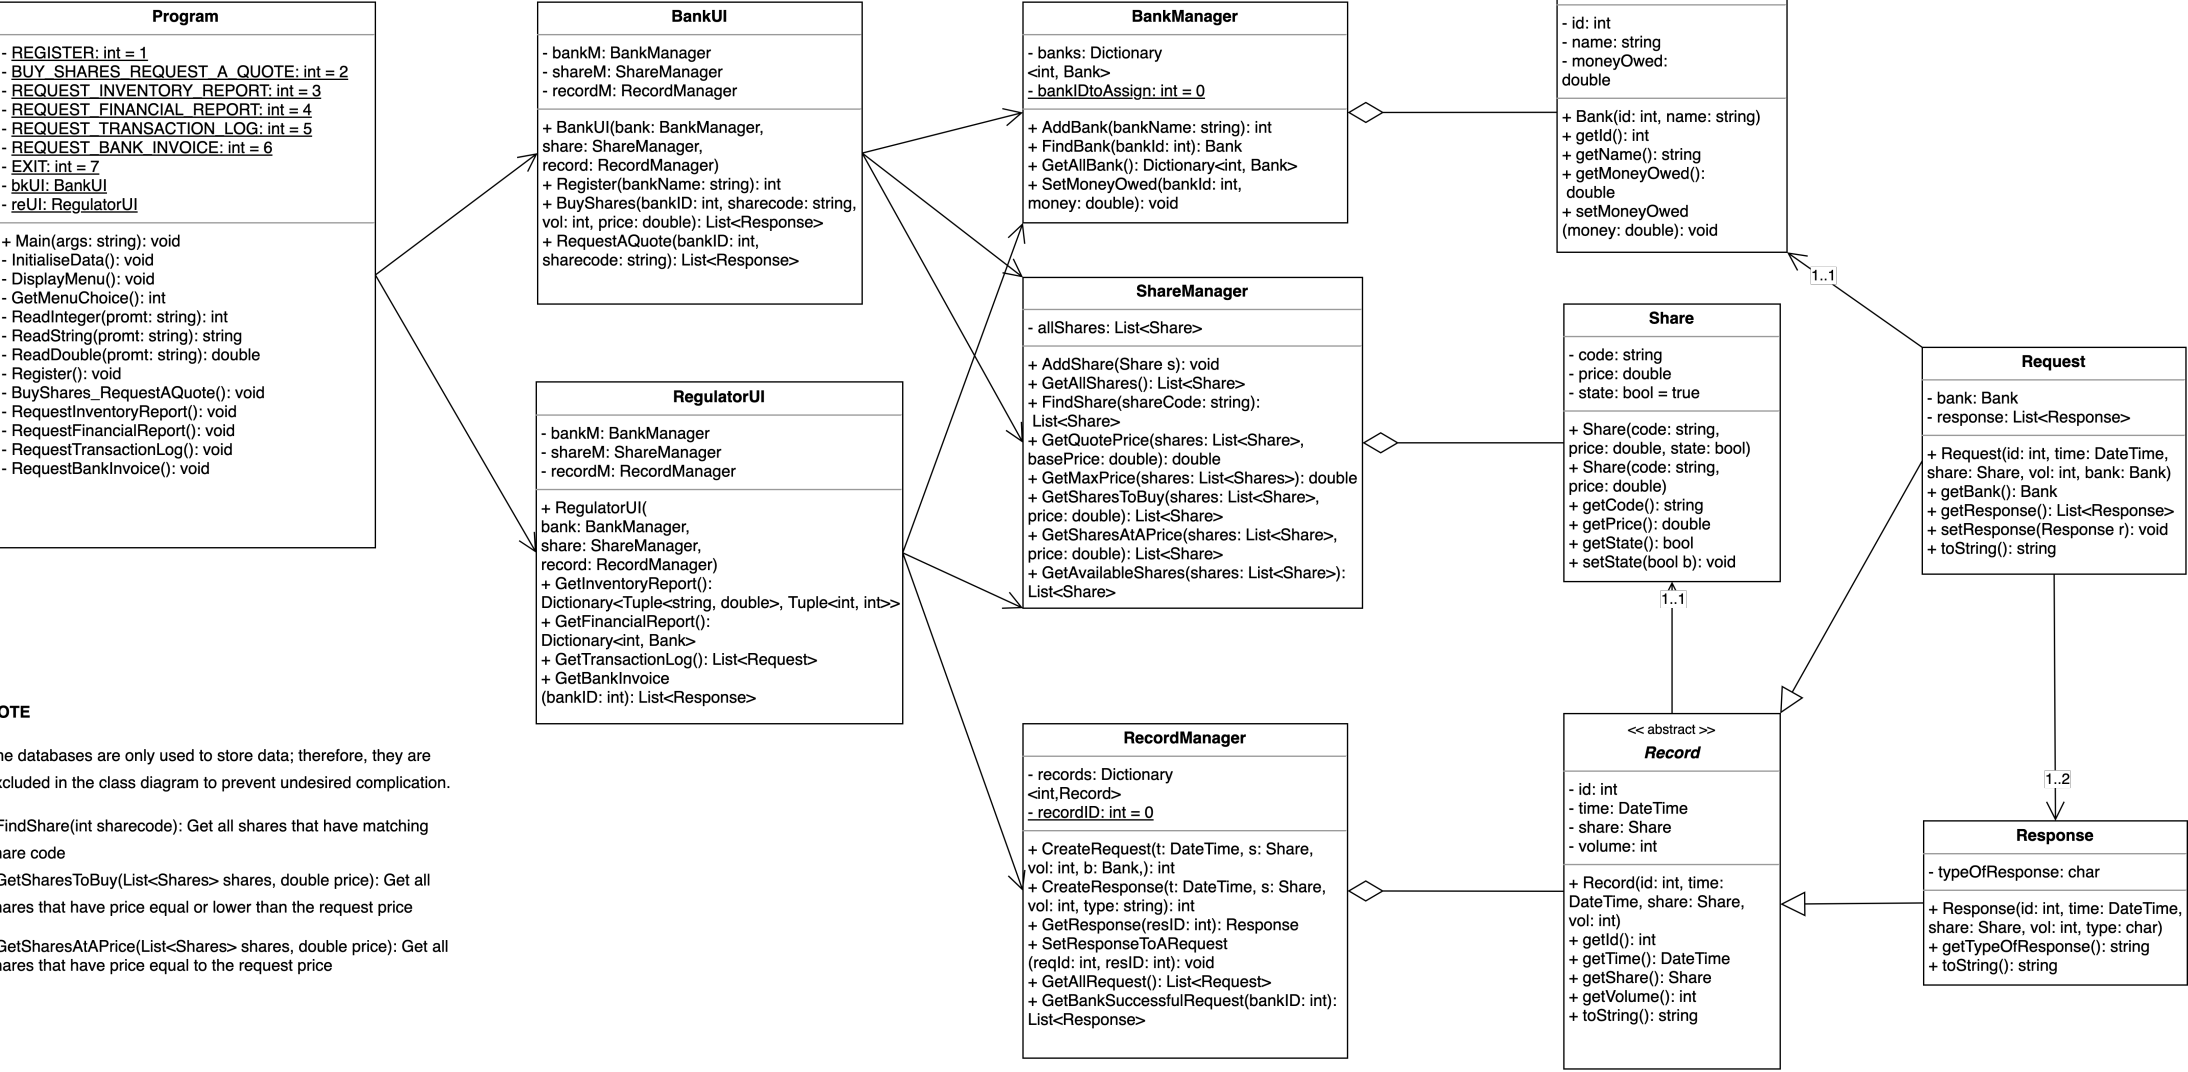 Program
- REGISTER: int = 1
- BUY_SHARES_REQUEST_A_QUOTE: int = 2
- REQUEST_INVENTORY_REPORT: int = 3
- REQUEST_FINANCIAL_REPORT: int = 4
- REQUEST_TRANSACTION_LOG: int = 5
- REQUEST_BANK_INVOICE: int = 6
- EXIT: int = 7
- bkUI: BankUI
- reUI: RegulatorUI
+ Main(args: string): void
- InitialiseData(): void
- DisplayMenu(): void
- GetMenuChoice(): int
- ReadInteger(promt: string): int
- ReadString(promt: string): string
- ReadDouble(promt: string): double
- Register(): void
- BuyShares_RequestAQuote(): void
- RequestInventoryReport(): void
- RequestFinancialReport(): void
- RequestTransactionLog(): void
- RequestBankInvoice(): void
OTE
ne databases are only used to store data; therefore, they are
xcluded in the class diagram to prevent undesired complication.
FindShare(int sharecode): Get all shares that have matching
hare code
GetSharesToBuy(List<Shares> shares, double price): Get all
hares that have price equal or lower than the request price
GetSharesAtAPrice(List<Shares> shares, double price): Get all
hares that have price equal to the request price
BankUI
- bankM: BankManager
- shareM: ShareManager
- recordM: RecordManager
+ BankUI(bank: BankManager,
share: ShareManager,
record: RecordManager)
+ Register(bankName: string): int
+ BuyShares(bankID: int, sharecode: string,
vol: int, price: double): List<Response>
+ RequestAQuote(bankID: int,
sharecode: string): List<Response>
RegulatorUI
- bankM: BankManager
- shareM: ShareManager
- recordM: RecordManager
+ RegulatorUI(
bank: BankManager,
share: ShareManager,
record: RecordManager)
+ GetInventoryReport():
Dictionary<Tuple<string, double>, Tuple<int, int>>
+ GetFinancialReport():
Dictionary<int, Bank>
+ GetTransactionLog(): List<Request>
+ GetBankInvoice
(bankID: int): List<Response>
BankManager
- banks: Dictionary
<int, Bank>
- bankIDtoAssign: int = 0
+ AddBank(bankName: string): int
+ FindBank(bankId: int): Bank
+ GetAllBank(): Dictionary<int, Bank>
+ SetMoneyOwed(bankId: int,
money: double): void
ShareManager
- allShares: List<Share>
+ AddShare(Share s): void
+ GetAllShares(): List<Share>
+ FindShare(shareCode: string):
List<Share>
+ GetQuotePrice(shares: List<Share>,
basePrice: double): double
+ GetMaxPrice(shares: List<Shares>): double
+ GetSharesToBuy(shares: List<Share>,
price: double): List<Share>
+ GetSharesAtAPrice(shares: List<Share>,
price: double): List<Share>
+ GetAvailableShares(shares: List<Share>):
List<Share>
RecordManager
- records: Dictionary
<int,Record>
- recordID: int = 0
+ CreateRequest(t: DateTime, s: Share,
vol: int, b: Bank,): int
+ CreateResponse(t: DateTime, s: Share,
vol: int, type: string): int
+ GetResponse(resID: int): Response
+ SetResponseToARequest
(reqId: int, resID: int): void
+ GetAllRequest(): List<Request>
+ GetBankSuccessfulRequest(bankID: int):
List<Response>
- id: int
- name: string
- moneyOwed:
double
+ Bank(id: int, name: string)
+ getId(): int
+ getName(): string
+ getMoneyOwed():
double
+ setMoneyOwed
(money: double): void
1..1
Share
- code: string
- price: double
- state: bool = true
+ Share(code: string,
price: double, state: bool)
+ Share(code: string,
price: double)
+ getCode(): string
+ getPrice(): double
+ getState(): bool
+ setState(bool b): void
1..1
<< abstract >>
Record
- id: int
- time: DateTime
- share: Share
- volume: int
+ Record(id: int, time:
DateTime, share: Share,
vol: int)
+ getId(): int
+ getTime(): DateTime
+ getShare(): Share
+ getVolume(): int
+ toString(): string
Request
- bank: Bank
- response: List<Response>
+ Request(id: int, time: DateTime,
share: Share, vol: int, bank: Bank)
+ getBank(): Bank
+ getResponse(): List<Response>
+ setResponse(Response r): void
+ toString(): string
1..2
Response
- typeOfResponse: char
+ Response(id: int, time: DateTime,
share: Share, vol: int, type: char)
+ getTypeOfResponse(): string
+ toString(): string